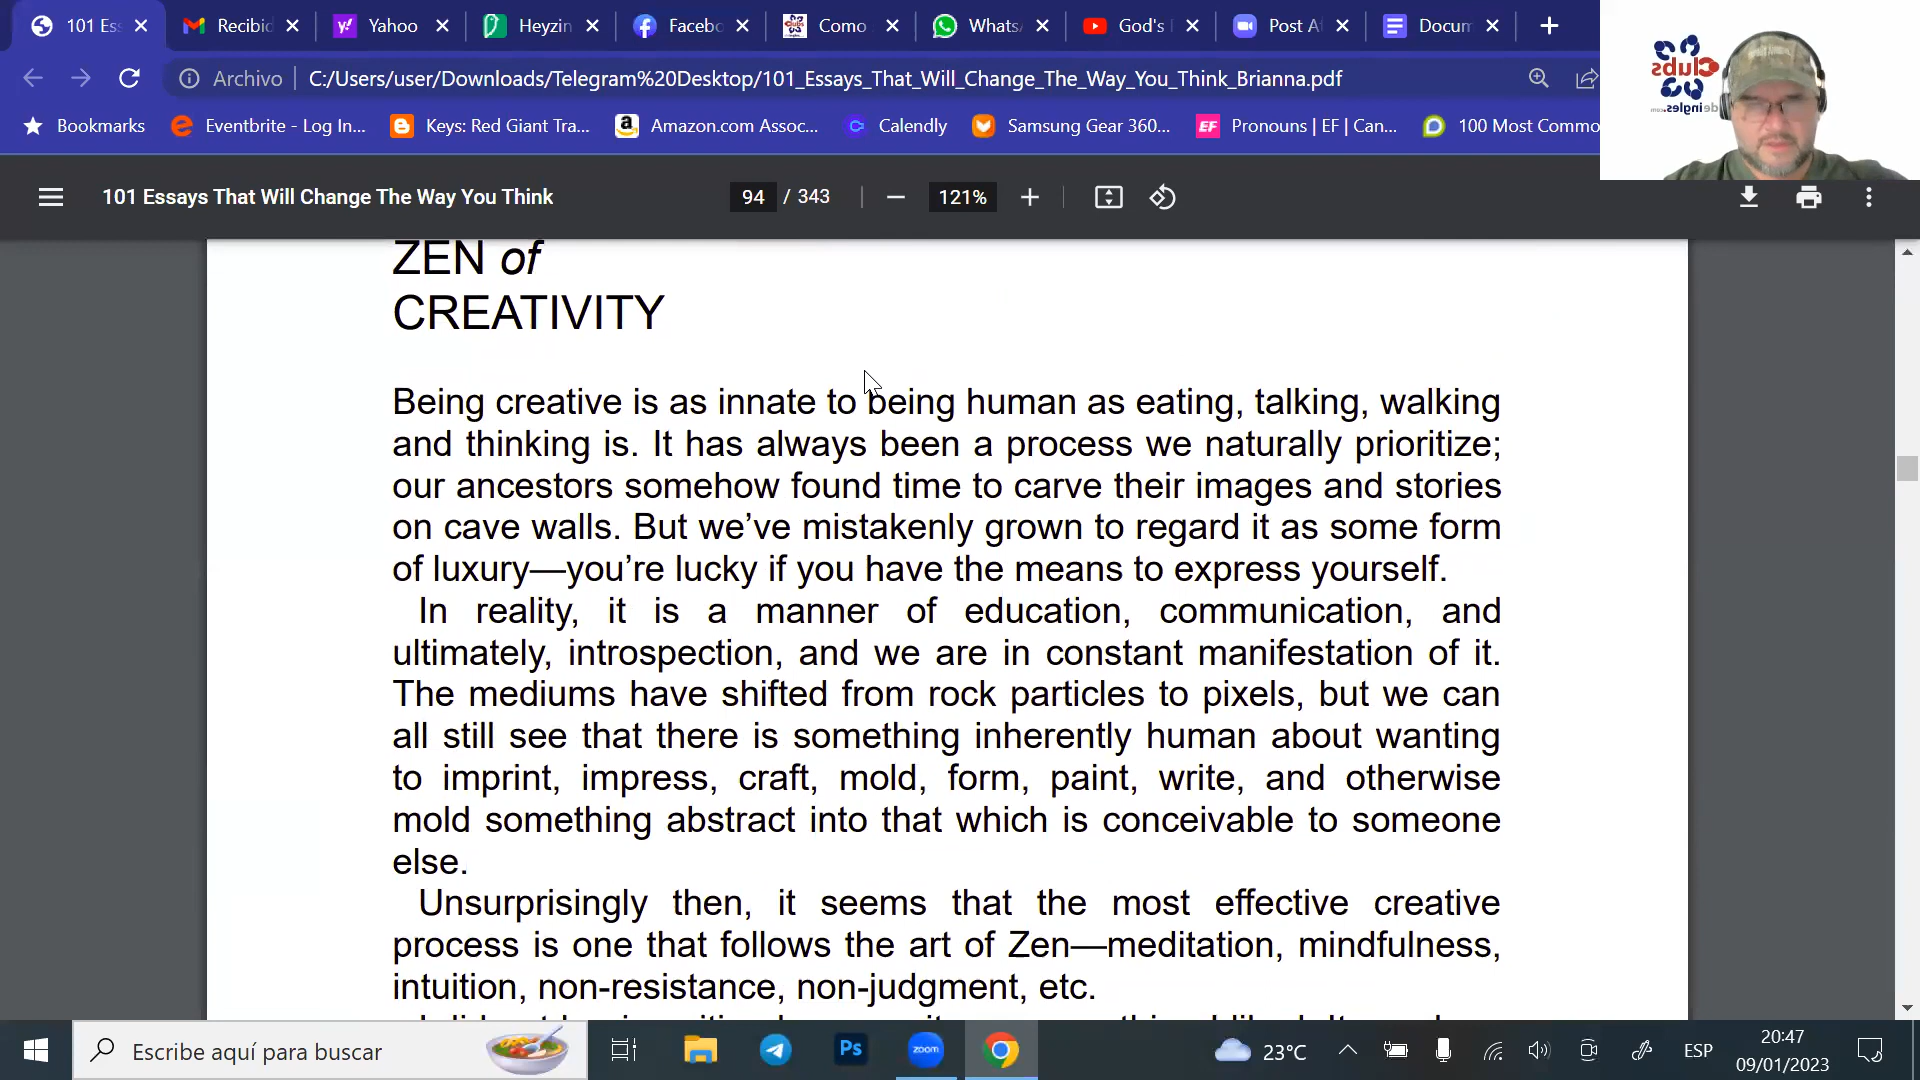 101 Es
Recibid
Yahoo
Heyzin
Facebo
Como
Whats
God's
Post A
Docum
Archivo
C:/Users/user/Downloads/Telegram%20Desktop/101_Essays_That_Will_Change_The_Way_You_Think_Brianna.pdf
Bookmarks
Eventbrite - Log In...
Keys: Red Giant Tra...
Amazon.com Assoc...
Calendly
Samsung Gear 360...
EF
Pronouns | EF | Can...
100 Most Commo
Clubs
deingles.com
101 Essays That Will Change The Way You Think
94 / 343
121%
ZEN of
CREATIVITY
Being creative is as innate to being human as eating, talking, walking
and thinking is. It has always been a process we naturally prioritize;
our ancestors somehow found time to carve their images and stories
on cave walls. But we’ve mistakenly grown to regard it as some form
of luxury—you’re lucky if you have the means to express yourself.
In reality, it is a manner of education, communication, and
ultimately, introspection, and we are in constant manifestation of it.
The mediums have shifted from rock particles to pixels, but we can
all still see that there is something inherently human about wanting
to imprint, impress, craft, mold, form, paint, write, and otherwise
mold something abstract into that which is conceivable to someone
else.
Unsurprisingly then, it seems that the most effective creative
process is one that follows the art of Zen—meditation, mindfulness,
intuition, non-resistance, non-judgment, etc.
Escribe aquí para buscar
Ps
zoom
23°C
ESP
20:47
09/01/2023